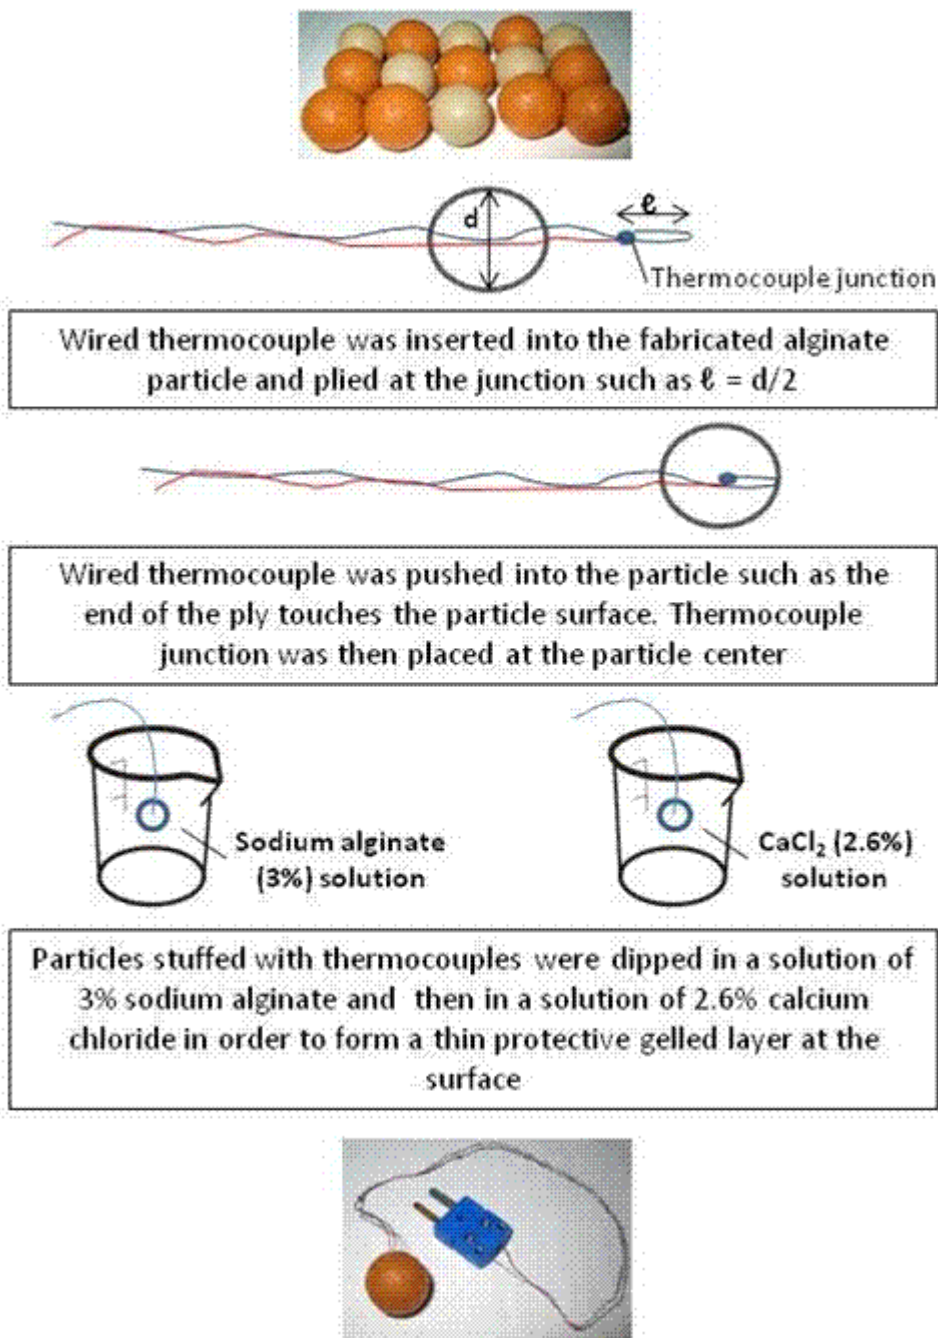 d
ℓ
Thermocouple junction
Wired thermocouple was inserted into the fabricated alginate
particle and plied at the junction such as ℓ = d/2
Wired thermocouple was pushed into the particle such as the
end of the ply touches the particle surface. Thermocouple
junction was then placed at the particle center
Sodium alginate
(3%) solution
CaCl₂ (2.6%)
solution
Particles stuffed with thermocouples were dipped in a solution of
3% sodium alginate and then in a solution of 2.6% calcium
chloride in order to form a thin protective gelled layer at the
surface